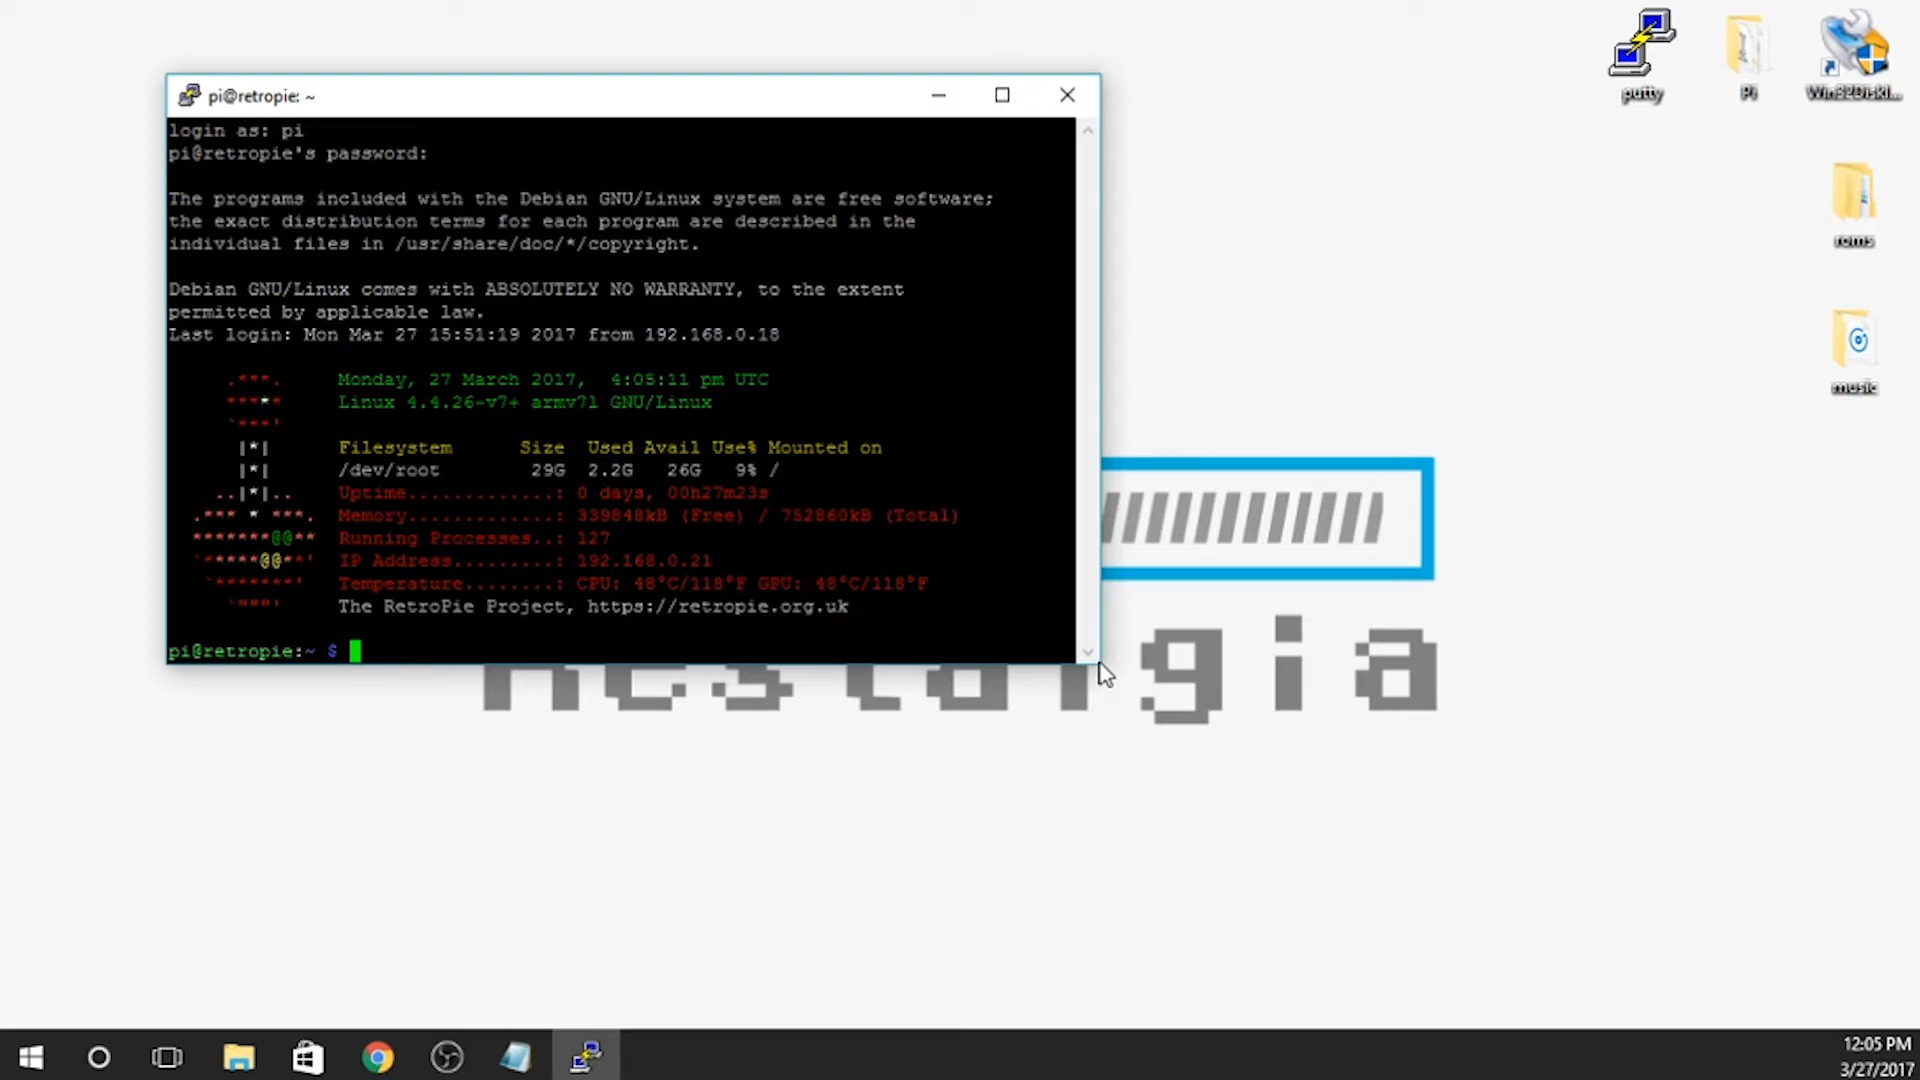 pi@retropie: ~
login as: pi
pi@retropie's password:
The programs included with the Debian GNU/Linux system are free software;
the exact distribution terms for each program are described in the
individual files in /usr/share/doc/*/copyright.
Debian GNU/Linux comes with ABSOLUTELY NO WARRANTY, to the extent
permitted by applicable law.
Last login: Mon Mar 27 15:51:19 2017 from 192.168.0.18
Monday, 27 March 2017, 4:05:11 pm UTC
Linux 4.4.26-v7+ armv7l GNU/Linux
Filesystem Size Used Avail Use% Mounted on
/dev/root 29G 2.2G 26G 9% /
Uptime.............: 0 days, 00h27m23s
Memory.............: 339848kB (Free) / 752860kB (Total)
Running Processes..: 127
IP Address.........: 192.168.0.21
Temperature........: CPU: 48°C/118°F GPU: 48°C/118°F
The RetroPie Project, https://retropie.org.uk
pi@retropie:~ $
putty
Pi
Win32DiskI...
roms
music
12:05 PM
3/27/2017